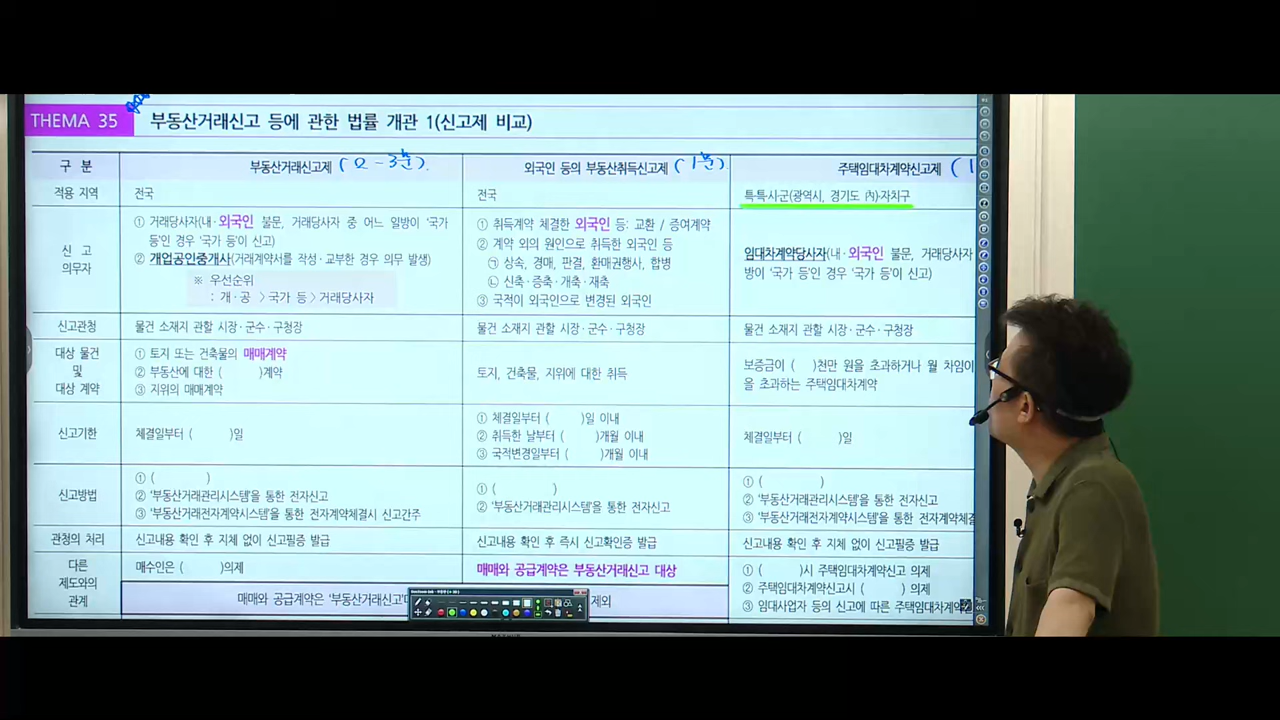 THEMA 35 부동산거래신고 등에 관한 법률 개관 1(신고제 비교)
구 분 부동산거래신고제 (2-3문). 외국인 등의 부동산취득신고제 (1문). 주택임대차계약신고제 (1
적용 지역 전국 전국 특·특·시·군(광역시, 경기도 內)·자치구
신 고
의무자
① 거래당사자(내·외국인 불문, 거래당사자 중 어느 일방이 '국가
등'인 경우 '국가 등'이 신고)
② 개업공인중개사(거래계약서를 작성·교부한 경우 의무 발생)
※ 우선순위
: 개·공 〉국가 등〉거래당사자
① 취득계약 체결한 외국인 등: 교환 / 증여계약
② 계약 외의 원인으로 취득한 외국인 등
㉠ 상속, 경매, 판결, 환매권행사, 합병
㉡ 신축·증축·개축·재축
③ 국적이 외국인으로 변경된 외국인
임대차계약당사자(내·외국인 불문, 거래당사자
방이 '국가 등'인 경우 '국가 등'이 신고)
신고관청 물건 소재지 관할 시장·군수·구청장 물건 소재지 관할 시장·군수·구청장 물건 소재지 관할 시장·군수·구청장
대상 물건
및
대상 계약
① 토지 또는 건축물의 매매계약
② 부동산에 대한 ( )계약
③ 지위의 매매계약
토지, 건축물, 지위에 대한 취득
보증금이 ( )천만 원을 초과하거나 월 차임이
을 초과하는 주택임대차계약
신고기한 체결일부터 ( )일
① 체결일부터 ( )일 이내
② 취득한 날부터 ( )개월 이내
③ 국적변경일부터 ( )개월 이내
체결일부터 ( )일
신고방법
① ( )
② '부동산거래관리시스템'을 통한 전자신고
③ '부동산거래전자계약시스템'을 통한 전자계약체결시 신고간주
① ( )
② '부동산거래관리시스템'을 통한 전자신고
① ( )
② '부동산거래관리시스템'을 통한 전자신고
③ '부동산거래전자계약시스템'을 통한 전자계약체결
관청의 처리 신고내용 확인 후 지체 없이 신고필증 발급 신고내용 확인 후 즉시 신고확인증 발급 신고내용 확인 후 지체 없이 신고필증 발급
다른
제도와의
관계
매수인은 ( )의제
매매와 공급계약은 부동산거래신고 대상
① ( )시 주택임대차계약신고 의제
② 주택임대차계약신고시 ( ) 의제
③ 임대사업자 등의 신고에 따른 주택임대차계약
매매와 공급계약은 '부동산거래신고'대 제외